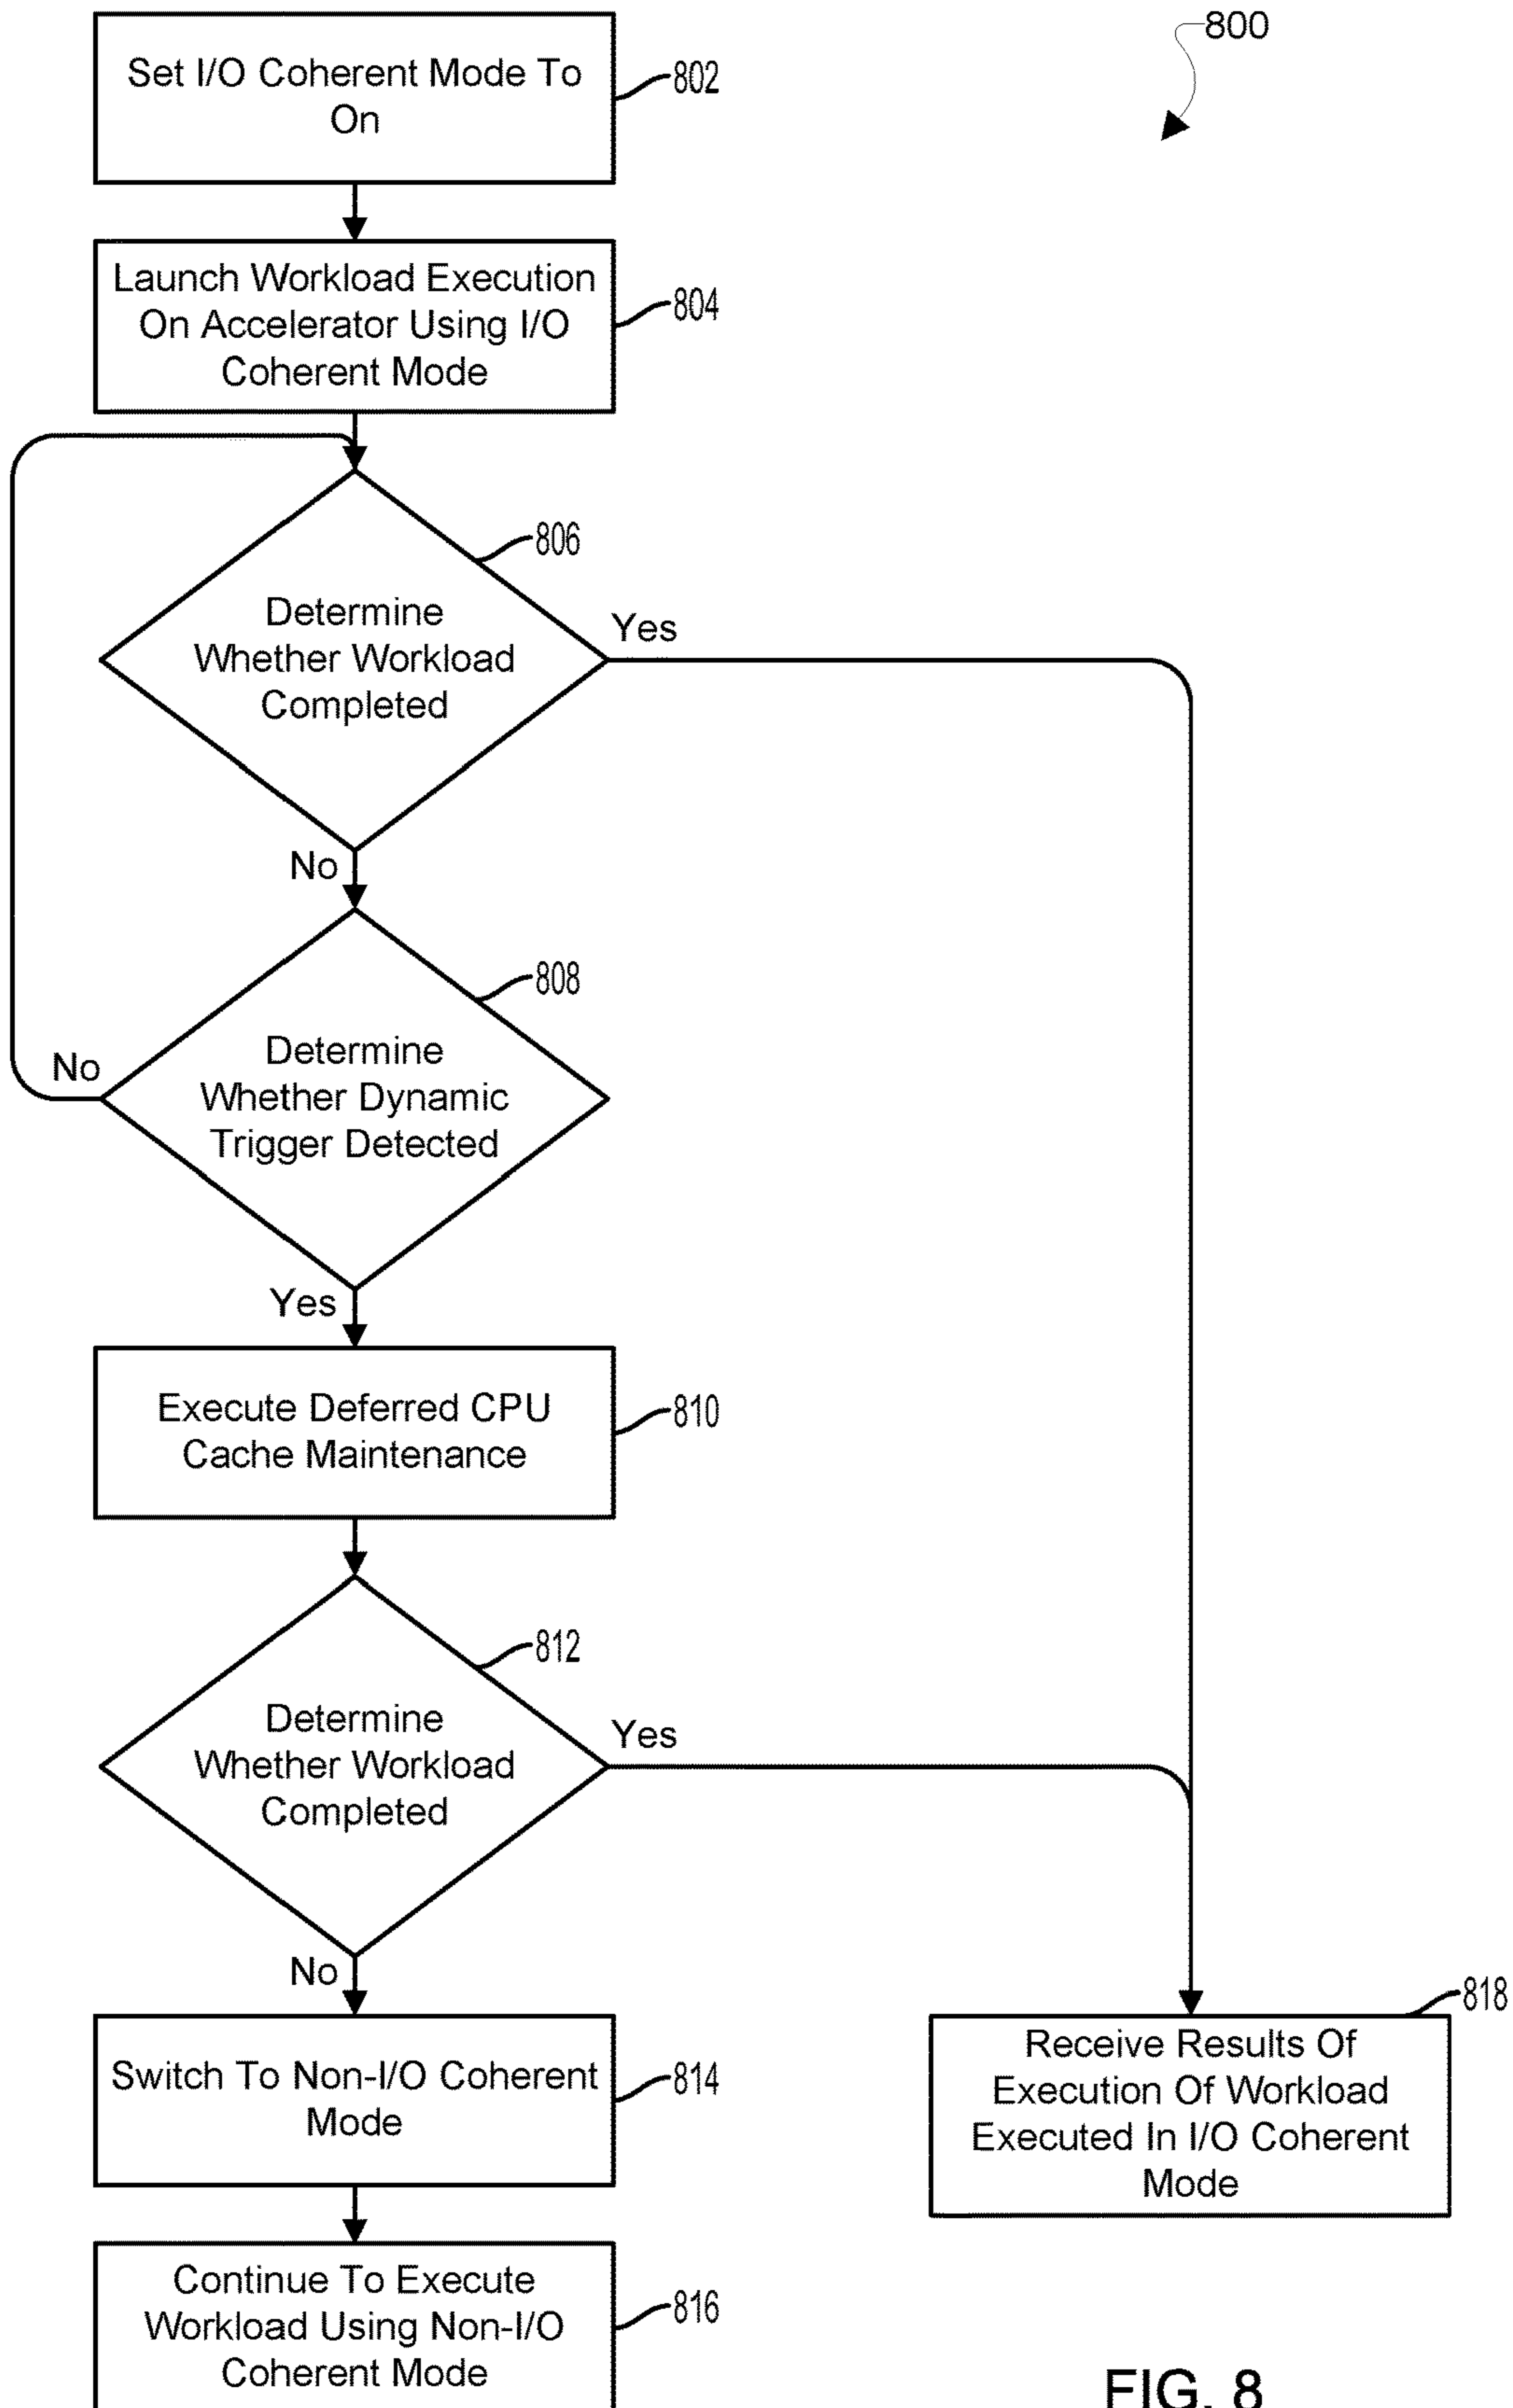 800
Set I/O Coherent Mode To
On
802
Launch Workload Execution
On Accelerator Using I/O
Coherent Mode
804
806
Determine
Whether Workload
Completed
Yes
No
808
Determine
Whether Dynamic
Trigger Detected
No
Yes
Execute Deferred CPU
Cache Maintenance
810
812
Determine
Whether Workload
Completed
Yes
No
Switch To Non-I/O Coherent
Mode
814
818
Receive Results Of
Execution Of Workload
Executed In I/O Coherent
Mode
Continue To Execute
Workload Using Non-I/O
Coherent Mode
816
FIG. 8